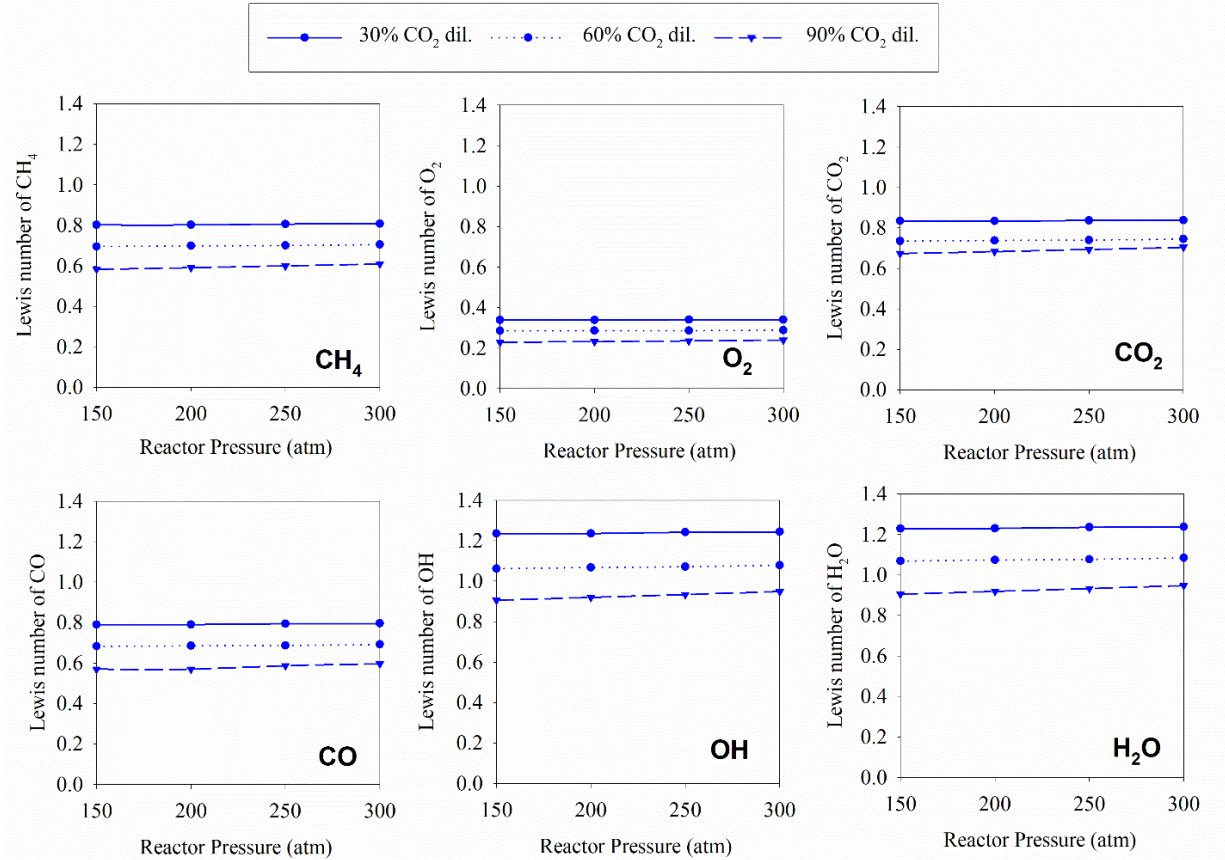 30% CO₂ dil. 60% CO₂ dil. 90% CO₂ dil.
Lewis number of CH₄
1.4
1.2
1.0
0.8
0.6
0.4
0.2
0.0
CH₄
150 200 250 300
Reactor Pressure (atm)
Lewis number of O₂
1.4
1.2
1.0
0.8
0.6
0.4
0.2
0.0
O₂
150 200 250 300
Reactor Pressure (atm)
Lewis number of CO₂
1.4
1.2
1.0
0.8
0.6
0.4
0.2
0.0
CO₂
150 200 250 300
Reactor Pressure (atm)
Lewis number of CO
1.4
1.2
1.0
0.8
0.6
0.4
0.2
0.0
CO
150 200 250 300
Reactor Pressure (atm)
Lewis number of OH
1.4
1.2
1.0
0.8
0.6
0.4
0.2
0.0
OH
150 200 250 300
Reactor Pressure (atm)
Lewis number of H₂O
1.4
1.2
1.0
0.8
0.6
0.4
0.2
0.0
H₂O
150 200 250 300
Reactor Pressure (atm)